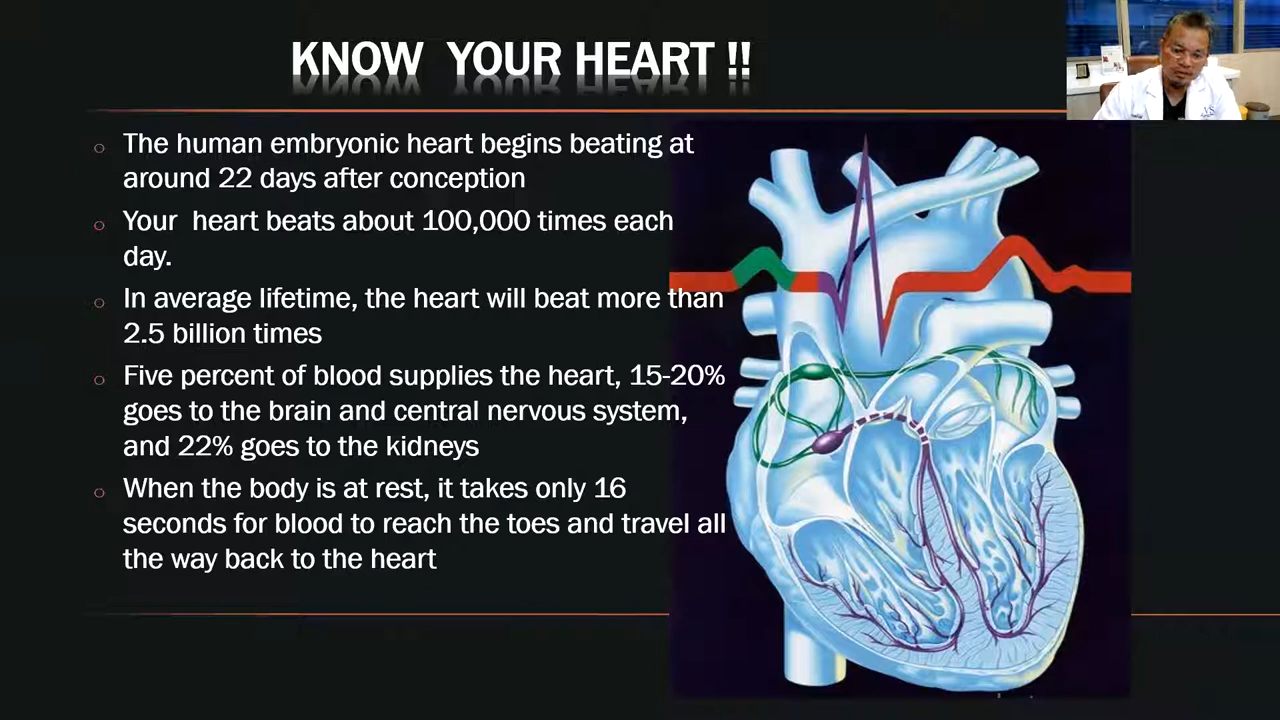 KNOW YOUR HEART !!
The human embryonic heart begins beating at
around 22 days after conception
Your heart beats about 100,000 times each
day.
In average lifetime, the heart will beat more than
2.5 billion times
Five percent of blood supplies the heart, 15-20%
goes to the brain and central nervous system,
and 22% goes to the kidneys
When the body is at rest, it takes only 16
seconds for blood to reach the toes and travel all
the way back to the heart